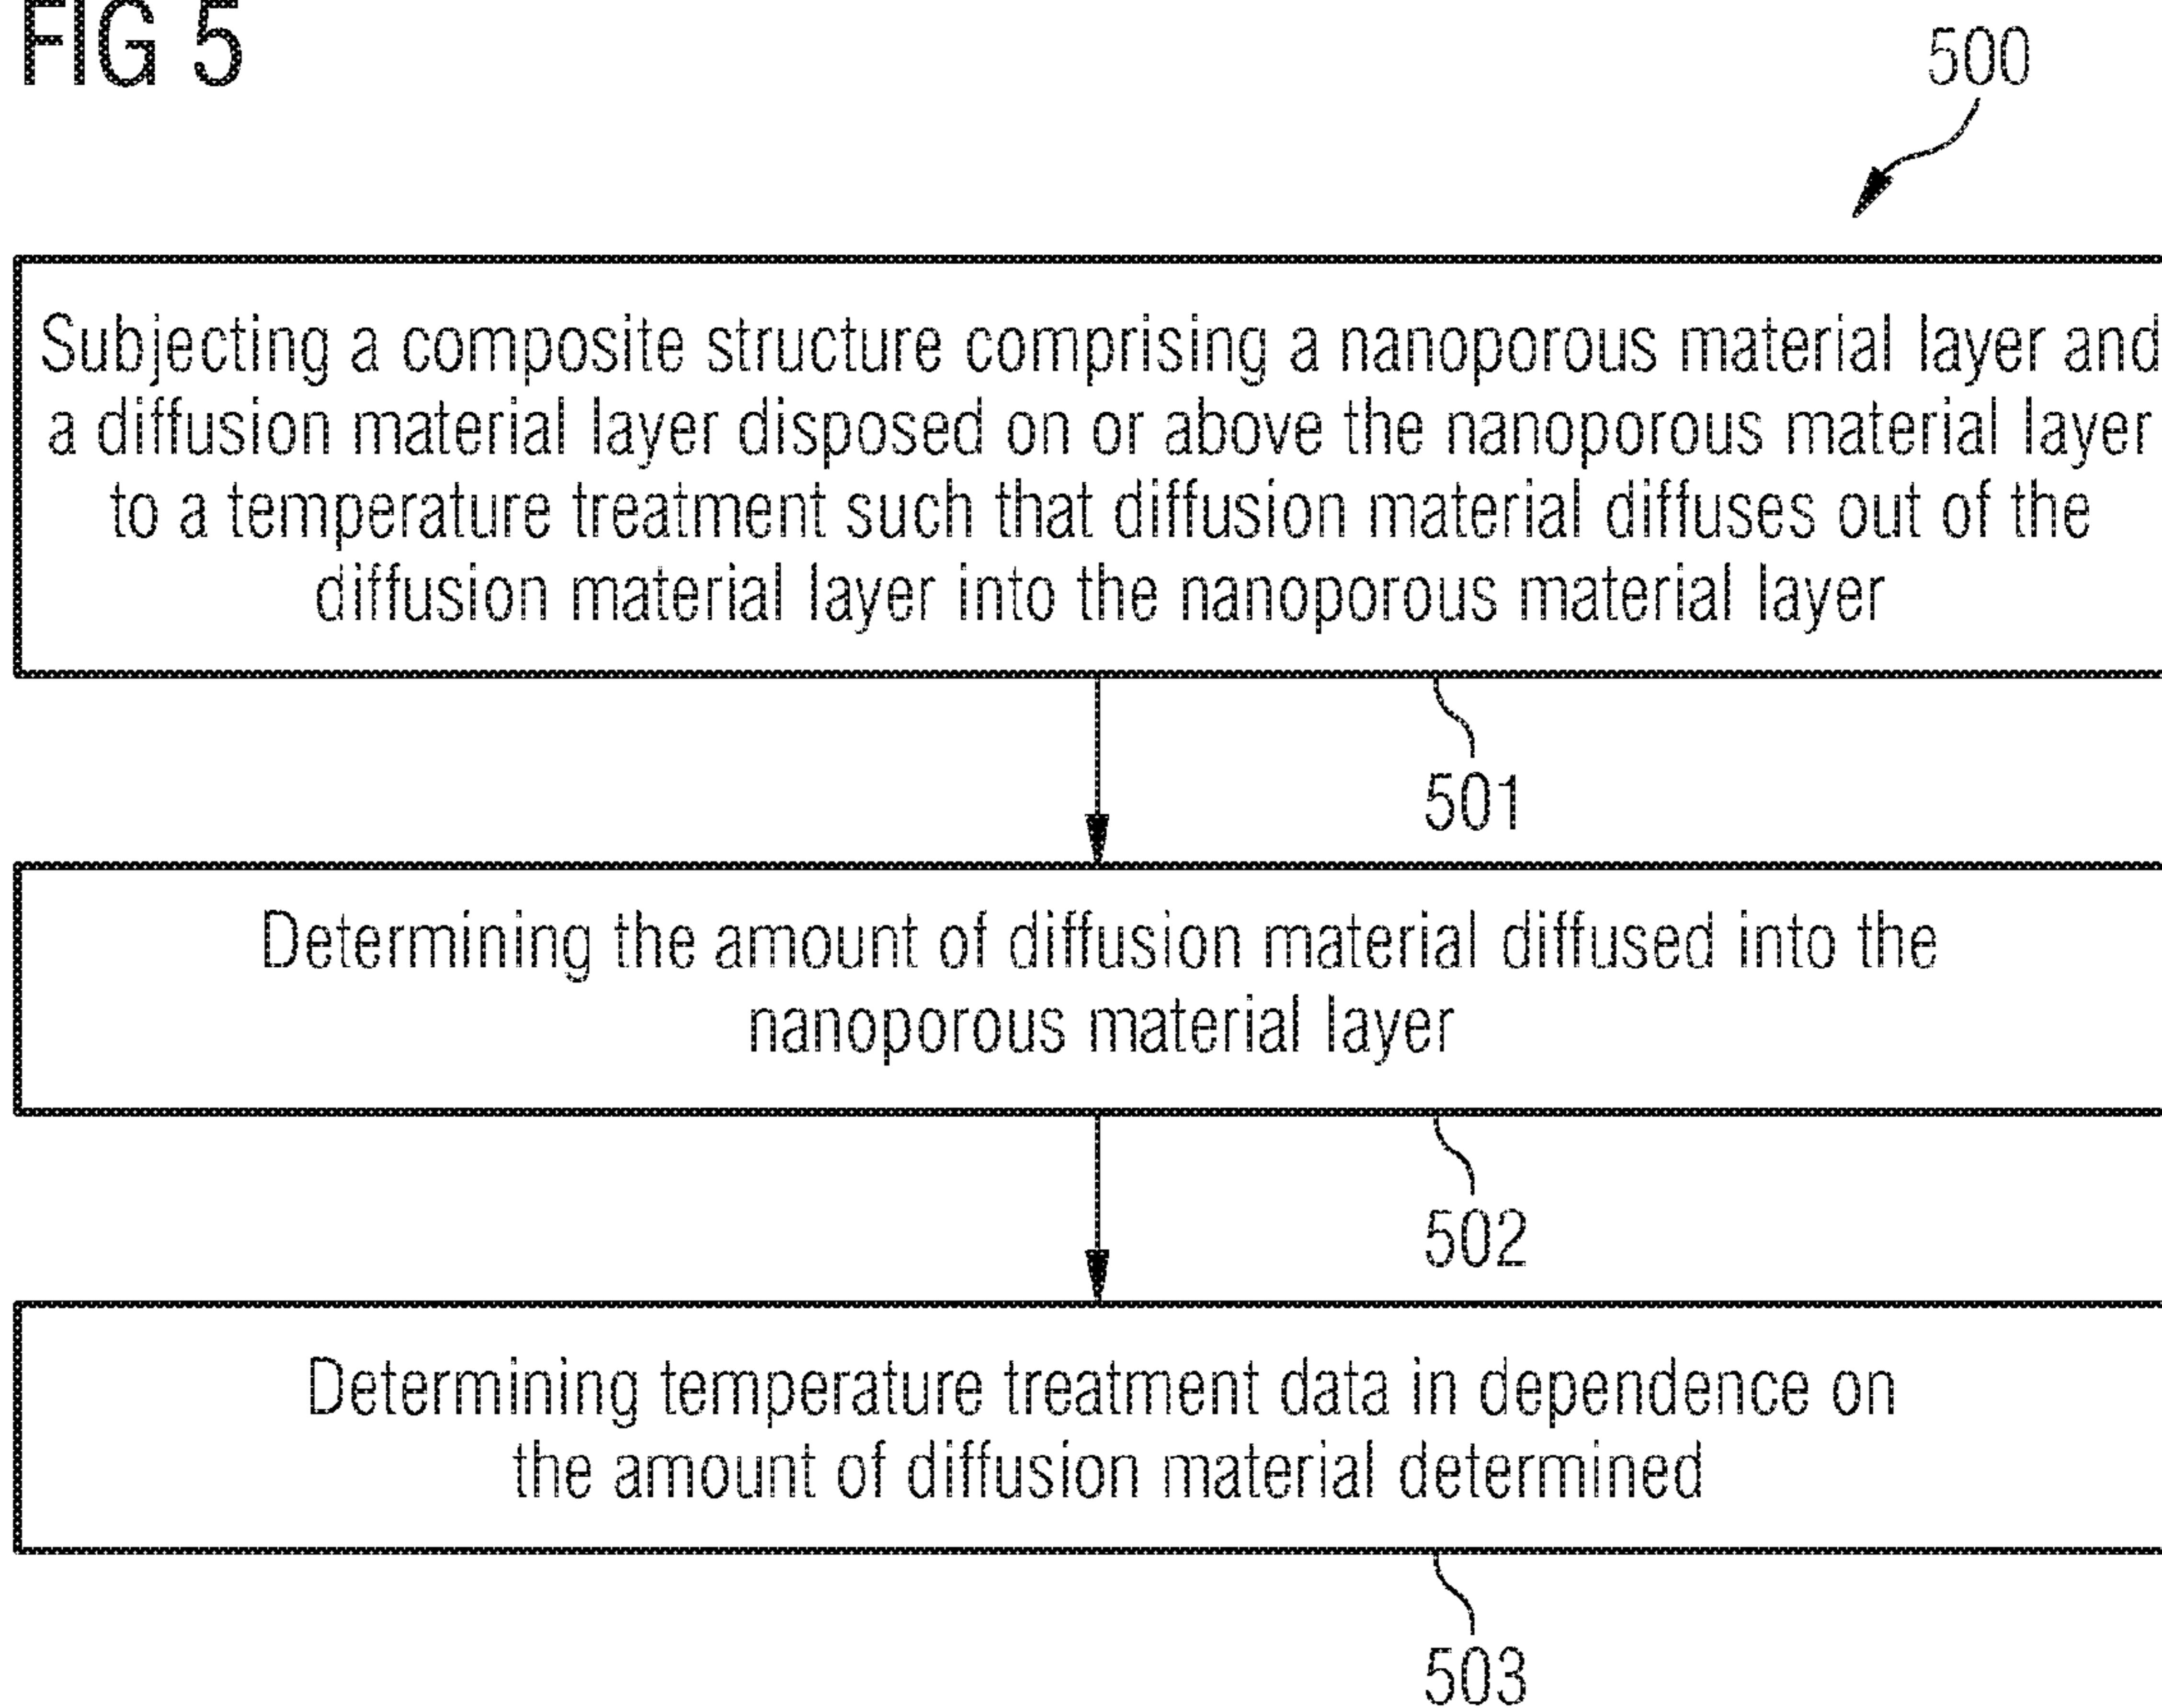 FIG 5
500
Subjecting a composite structure comprising a nanoporous material layer and
a diffusion material layer disposed on or above the nanoporous material layer
to a temperature treatment such that diffusion material diffuses out of the
diffusion material layer into the nanoporous material layer
501
Determining the amount of diffusion material diffused into the
nanoporous material layer
502
Determining temperature treatment data in dependence on
the amount of diffusion material determined
503